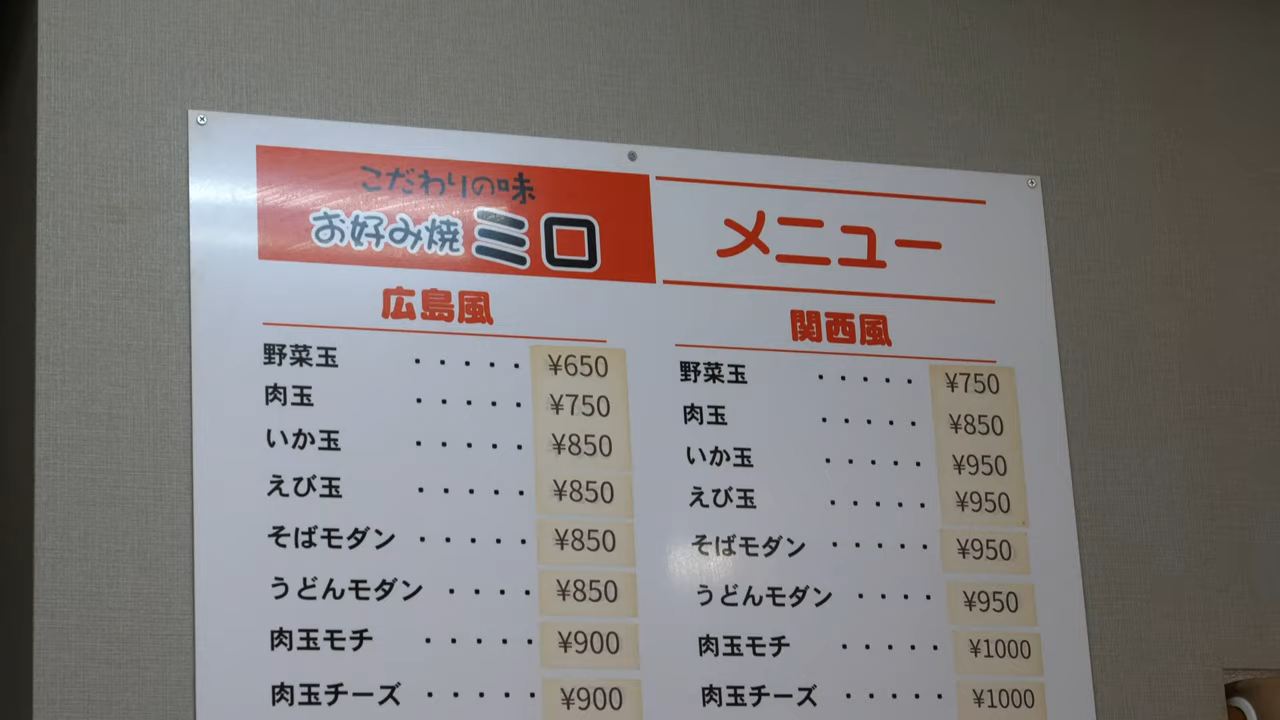 こだわりの味
お好み焼ミロ
メニュー
広島風
野菜玉 ・・・・・ ¥650
肉玉 ・・・・・ ¥750
いか玉 ・・・・・ ¥850
えび玉 ・・・・・ ¥850
そばモダン ・・・・・ ¥850
うどんモダン ・・・・ ¥850
肉玉モチ ・・・・・ ¥900
肉玉チーズ ・・・・・ ¥900
関西風
野菜玉 ・・・・・ ¥750
肉玉 ・・・・・ ¥850
いか玉 ・・・・・ ¥950
えび玉 ・・・・・ ¥950
そばモダン ・・・・・ ¥950
うどんモダン ・・・・ ¥950
肉玉モチ ・・・・・ ¥1000
肉玉チーズ ・・・・・ ¥1000